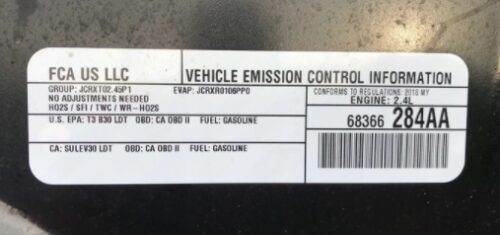 FCA US LLC
VEHICLE EMISSION CONTROL INFORMATION
GROUP: JCRXT02.45P1 EVAP: JCRXR0106PP0
NO ADJUSTMENTS NEEDED
HO2S / SFI / TWC / WR - HO2S
CONFORMS TO REGULATIONS: 2018 MY
ENGINE: 2.4L
U.S. EPA: T3 B30 LDT OBD: CA OBD II FUEL: GASOLINE
68366 284AA
CA: SULEV30 LDT OBD: CA OBD II FUEL: GASOLINE